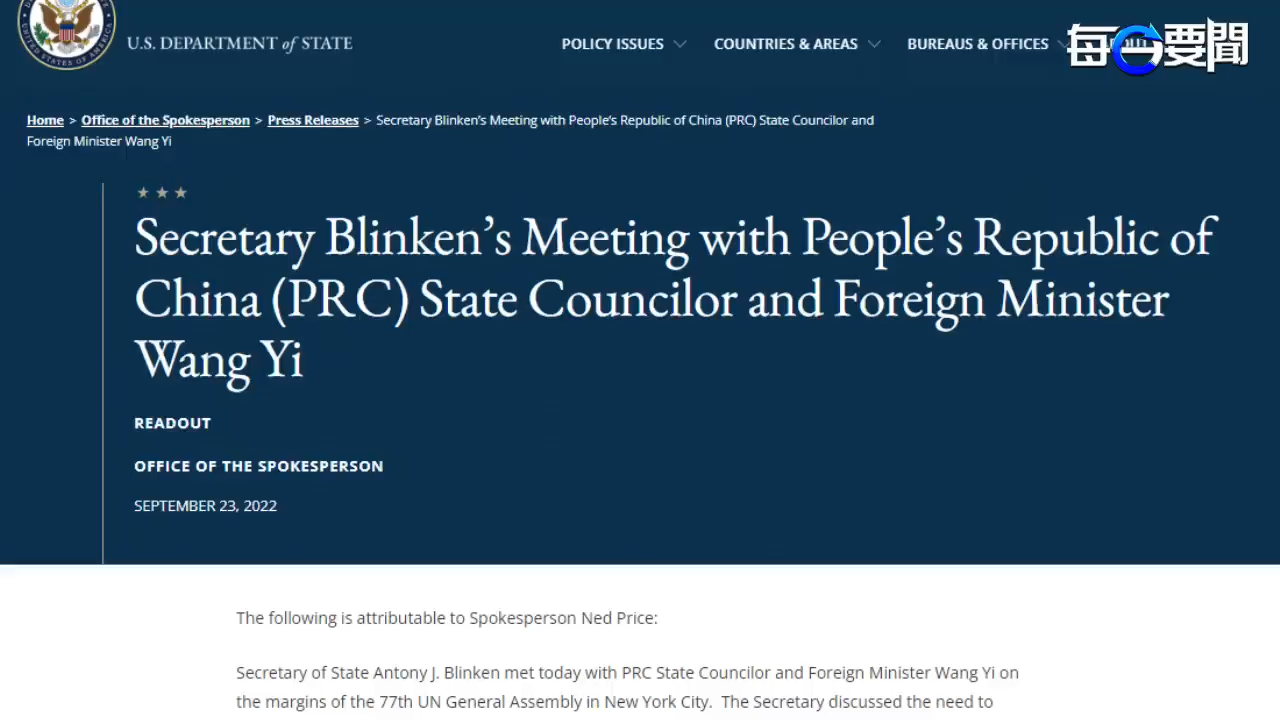 U.S. DEPARTMENT of STATE
POLICY ISSUES
COUNTRIES & AREAS
BUREAUS & OFFICES
每日要聞
Home > Office of the Spokesperson > Press Releases > Secretary Blinken's Meeting with People's Republic of China (PRC) State Councilor and
Foreign Minister Wang Yi
Secretary Blinken's Meeting with People's Republic of
China (PRC) State Councilor and Foreign Minister
Wang Yi
READOUT
OFFICE OF THE SPOKESPERSON
SEPTEMBER 23, 2022
The following is attributable to Spokesperson Ned Price:
Secretary of State Antony J. Blinken met today with PRC State Councilor and Foreign Minister Wang Yi on
the margins of the 77th UN General Assembly in New York City.  The Secretary discussed the need to